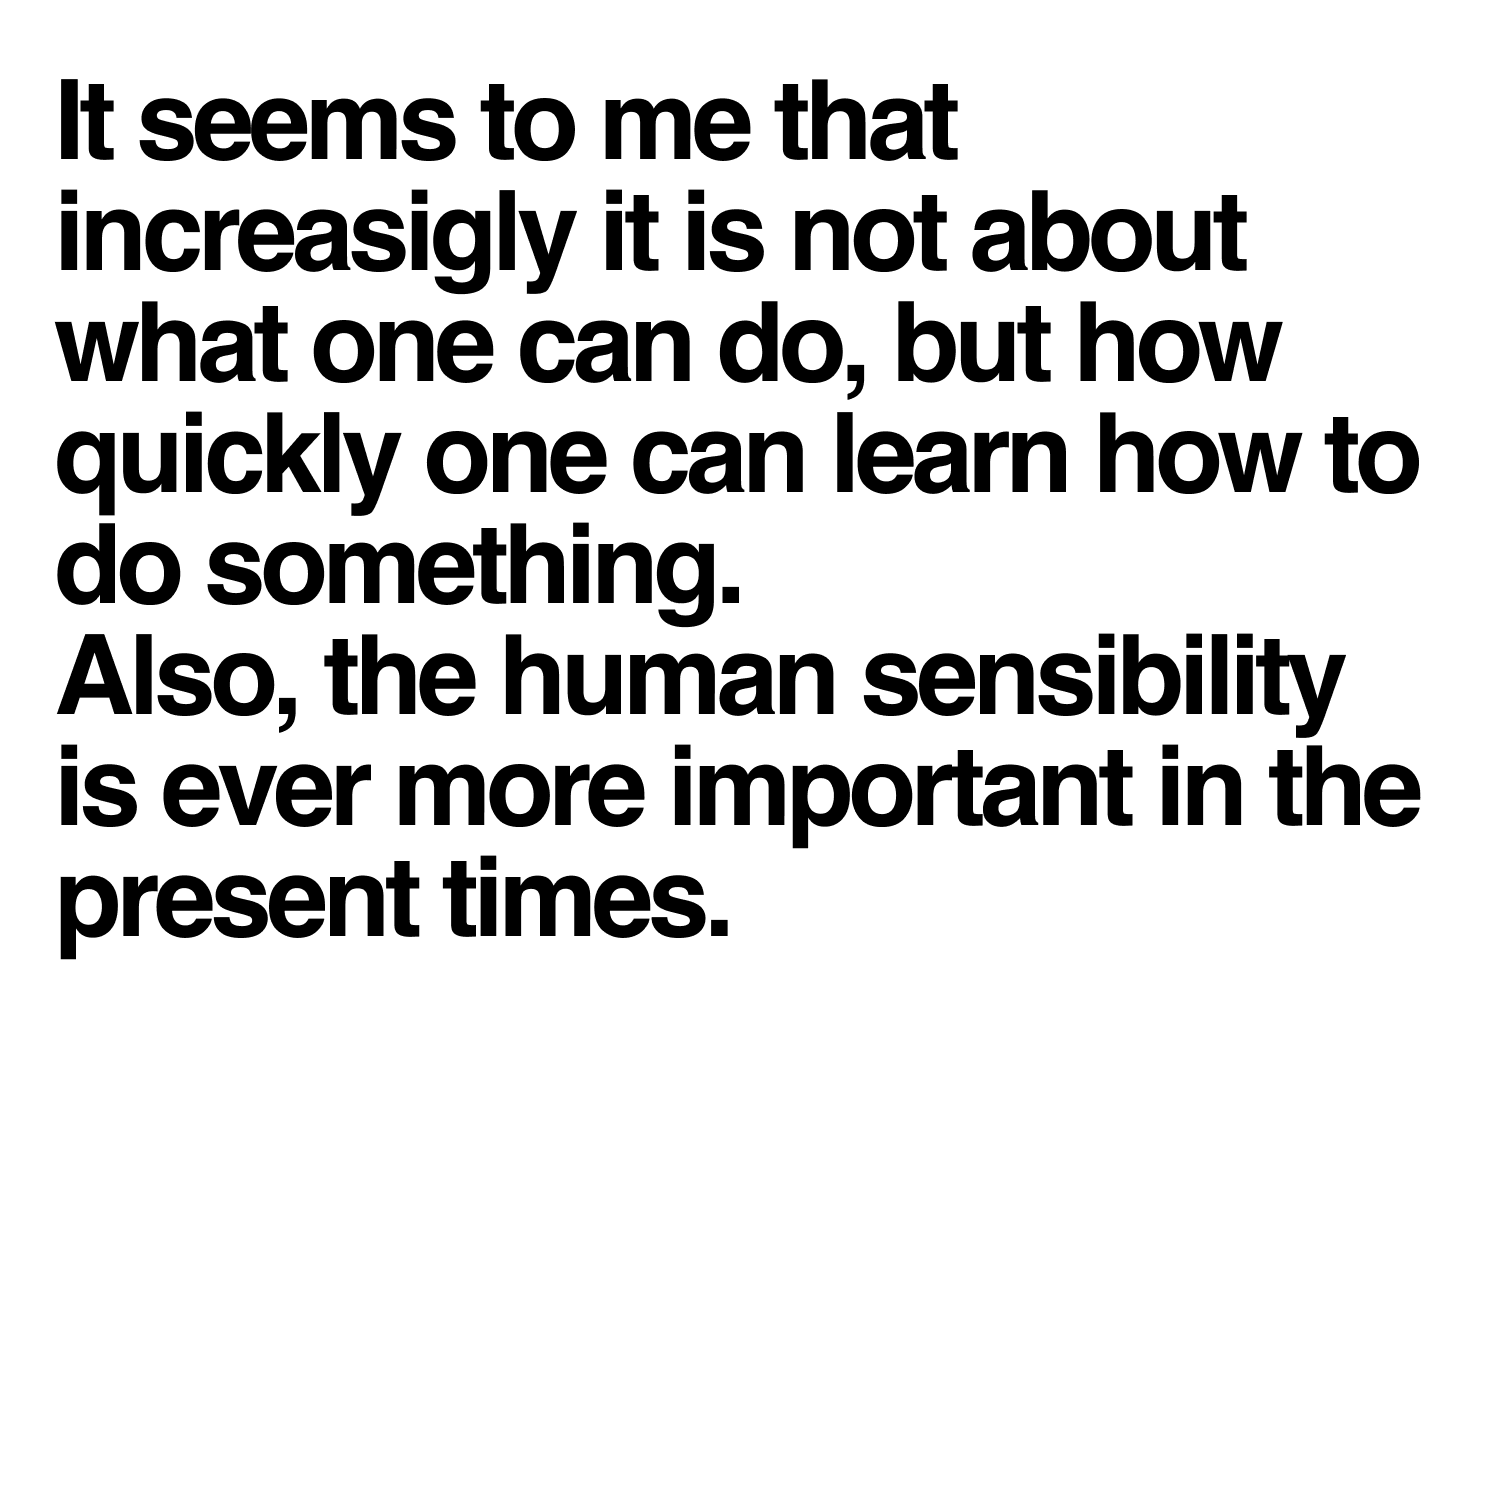 It seems to me that
increasigly it is not about
what one can do, but how
quickly one can learn how to
do something.
Also, the human sensibility
is ever more important in the
present times.